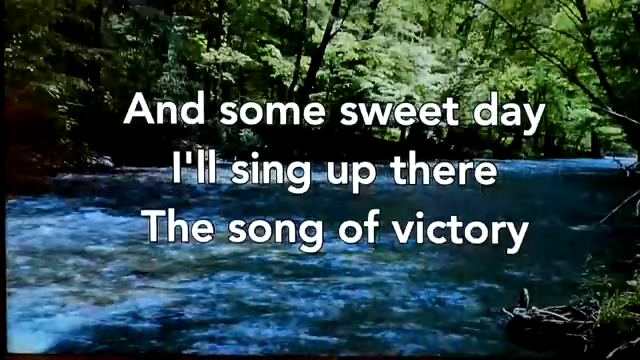 And some sweet day
I'll sing up there
The song of victory